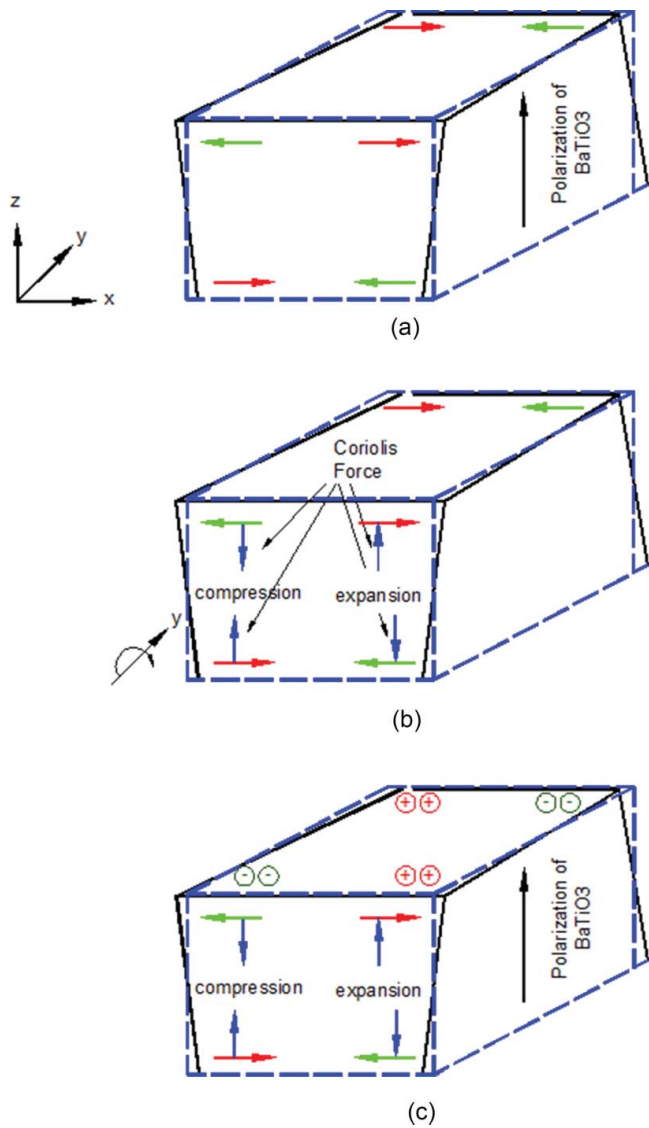 Polarization of
BaTiO3
z
y
x
(a)
Coriolis
Force
compression
expansion
y
(b)
+ +
- -
- -
+ +
Polarization of
BaTiO3
compression
expansion
(c)